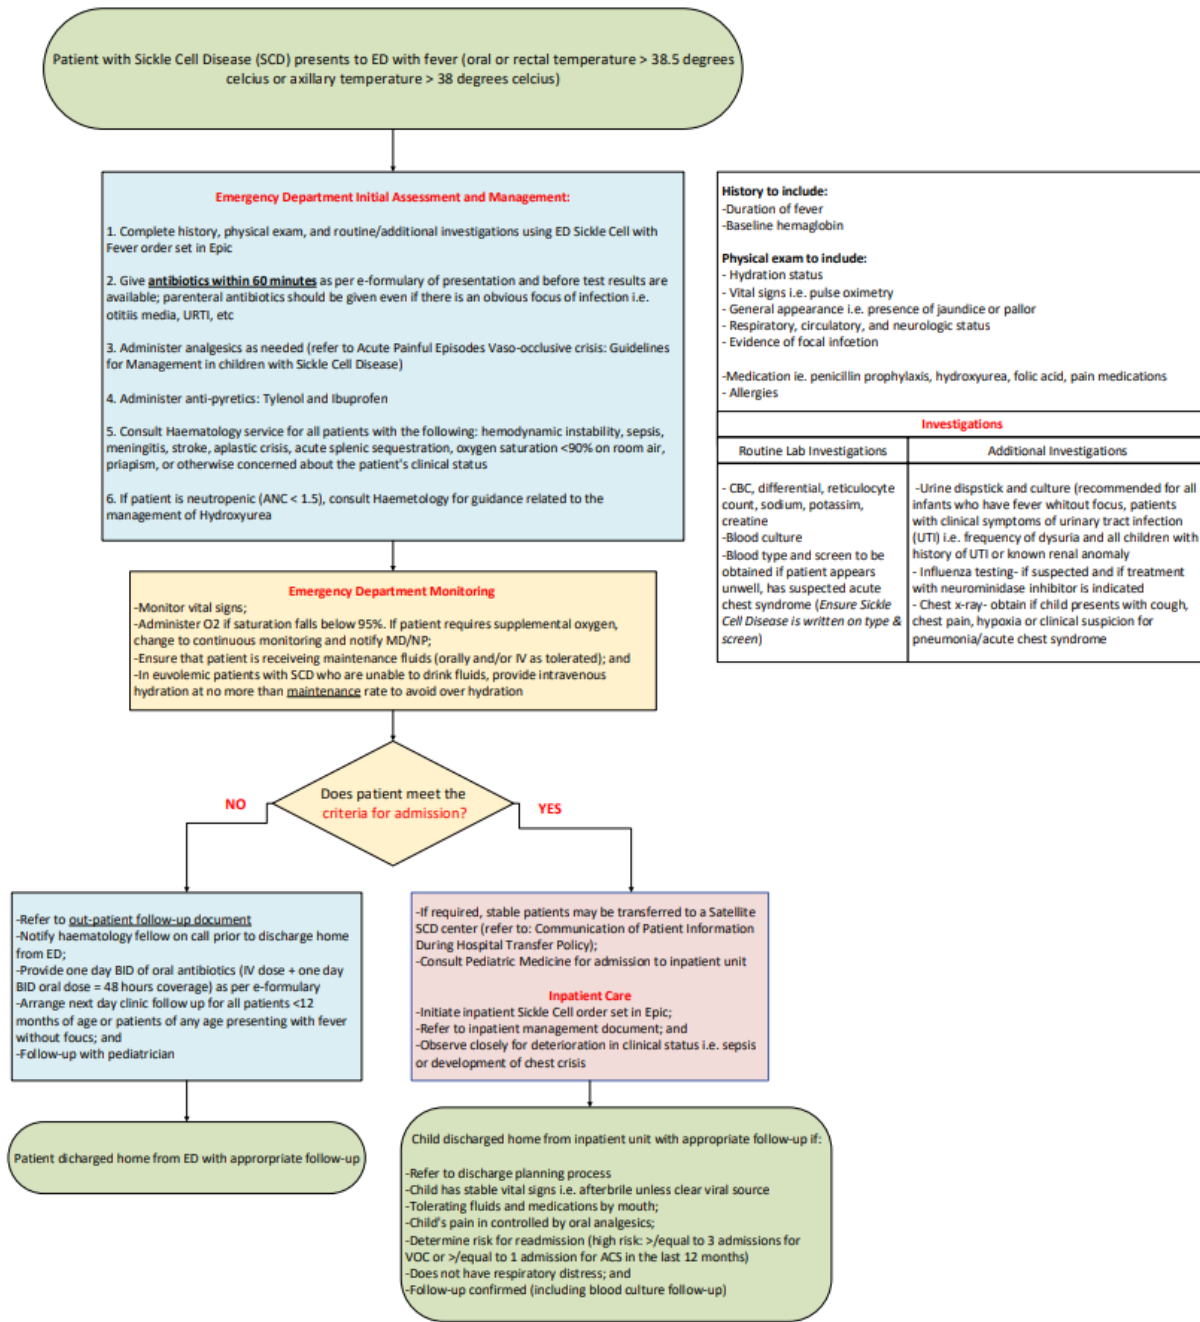 Patient with Sickle Cell Disease (SCD) presents to ED with fever (oral or rectal temperature > 38.5 degrees
celcius or axillary temperature > 38 degrees celcius)
Emergency Department Initial Assessment and Management:
1. Complete history, physical exam, and routine/additional investigations using ED Sickle Cell with
Fever order set in Epic
2. Give antibiotics within 60 minutes as per e-formulary of presentation and before test results are
available; parenteral antibiotics should be given even if there is an obvious focus of infection i.e.
otitiis media, URTI, etc
3. Administer analgesics as needed (refer to Acute Painful Episodes Vaso-occlusive crisis: Guidelines
for Management in children with Sickle Cell Disease)
4. Administer anti-pyretics: Tylenol and Ibuprofen
5. Consult Haematology service for all patients with the following: hemodynamic instability, sepsis,
meningitis, stroke, aplastic crisis, acute splenic sequestration, oxygen saturation <90% on room air,
priapism, or otherwise concerned about the patient's clinical status
6. If patient is neutropenic (ANC < 1.5), consult Haemetology for guidance related to the
management of Hydroxyurea
History to include:
-Duration of fever
-Baseline hemaglobin
Physical exam to include:
- Hydration status
- Vital signs i.e. pulse oximetry
- General appearance i.e. presence of jaundice or pallor
- Respiratory, circulatory, and neurologic status
- Evidence of focal infcetion
-Medication ie. penicillin prophylaxis, hydroxyurea, folic acid, pain medications
- Allergies
Investigations
Routine Lab Investigations
- CBC, differential, reticulocyte
count, sodium, potassim,
creatine
-Blood culture
-Blood type and screen to be
obtained if patient appears
unwell, has suspected acute
chest syndrome (Ensure Sickle
Cell Disease is written on type &
screen)
Additional Investigations
-Urine dispstick and culture (recommended for all
infants who have fever whitout focus, patients
with clinical symptoms of urinary tract infection
(UTI) i.e. frequency of dysuria and all children with
history of UTI or known renal anomaly
- Influenza testing- if suspected and if treatment
with neurominidase inhibitor is indicated
- Chest x-ray- obtain if child presents with cough,
chest pain, hypoxia or clinical suspicion for
pneumonia/acute chest syndrome
Emergency Department Monitoring
-Monitor vital signs;
-Administer O2 if saturation falls below 95%. If patient requires supplemental oxygen,
change to continuous monitoring and notify MD/NP;
-Ensure that patient is receiveing maintenance fluids (orally and/or IV as tolerated); and
-In euvolemic patients with SCD who are unable to drink fluids, provide intravenous
hydration at no more than maintenance rate to avoid over hydration
Does patient meet the
criteria for admission?
NO
YES
-Refer to out-patient follow-up document
-Notify haematology fellow on call prior to discharge home
from ED;
-Provide one day BID of oral antibiotics (IV dose + one day
BID oral dose = 48 hours coverage) as per e-formulary
-Arrange next day clinic follow up for all patients <12
months of age or patients of any age presenting with fever
without foucs; and
-Follow-up with pediatrician
-If required, stable patients may be transferred to a Satellite
SCD center (refer to: Communication of Patient Information
During Hospital Transfer Policy);
-Consult Pediatric Medicine for admission to inpatient unit
Inpatient Care
-Initiate inpatient Sickle Cell order set in Epic;
-Refer to inpatient management document; and
-Observe closely for deterioration in clinical status i.e. sepsis
or development of chest crisis
Patient dicharged home from ED with approrpriate follow-up
Child discharged home from inpatient unit with appropriate follow-up if:
-Refer to discharge planning process
-Child has stable vital signs i.e. afterbrile unless clear viral source
-Tolerating fluids and medications by mouth;
-Child's pain in controlled by oral analgesics;
-Determine risk for readmission (high risk: >/equal to 3 admissions for
VOC or >/equal to 1 admission for ACS in the last 12 months)
-Does not have respiratory distress; and
-Follow-up confirmed (including blood culture follow-up)